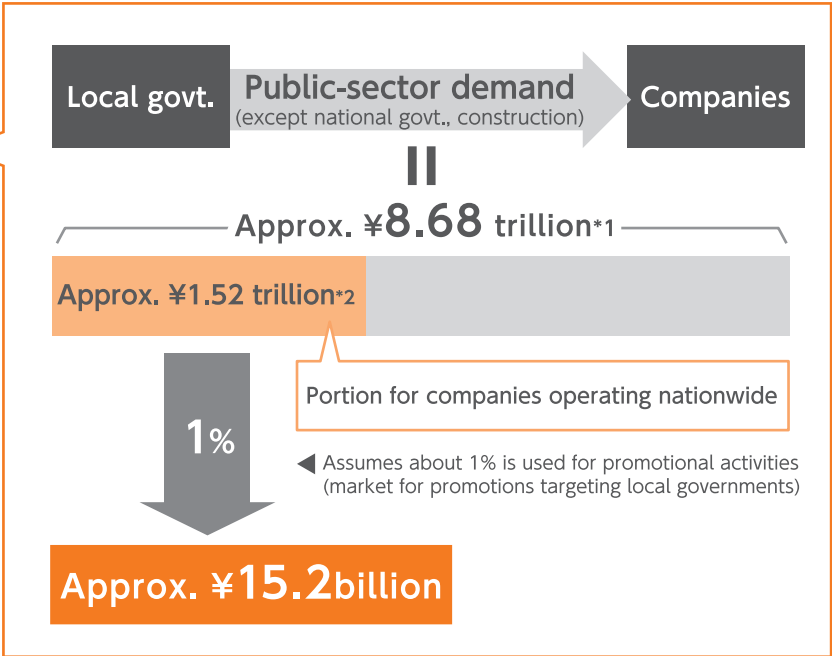 Local govt.
Public-sector demand
(except national govt., construction)
Companies
Approx. ¥8.68 trillion*1
Approx. ¥1.52 trillion*2
Portion for companies operating nationwide
1%
◀ Assumes about 1% is used for promotional activities
(market for promotions targeting local governments)
Approx. ¥15.2billion